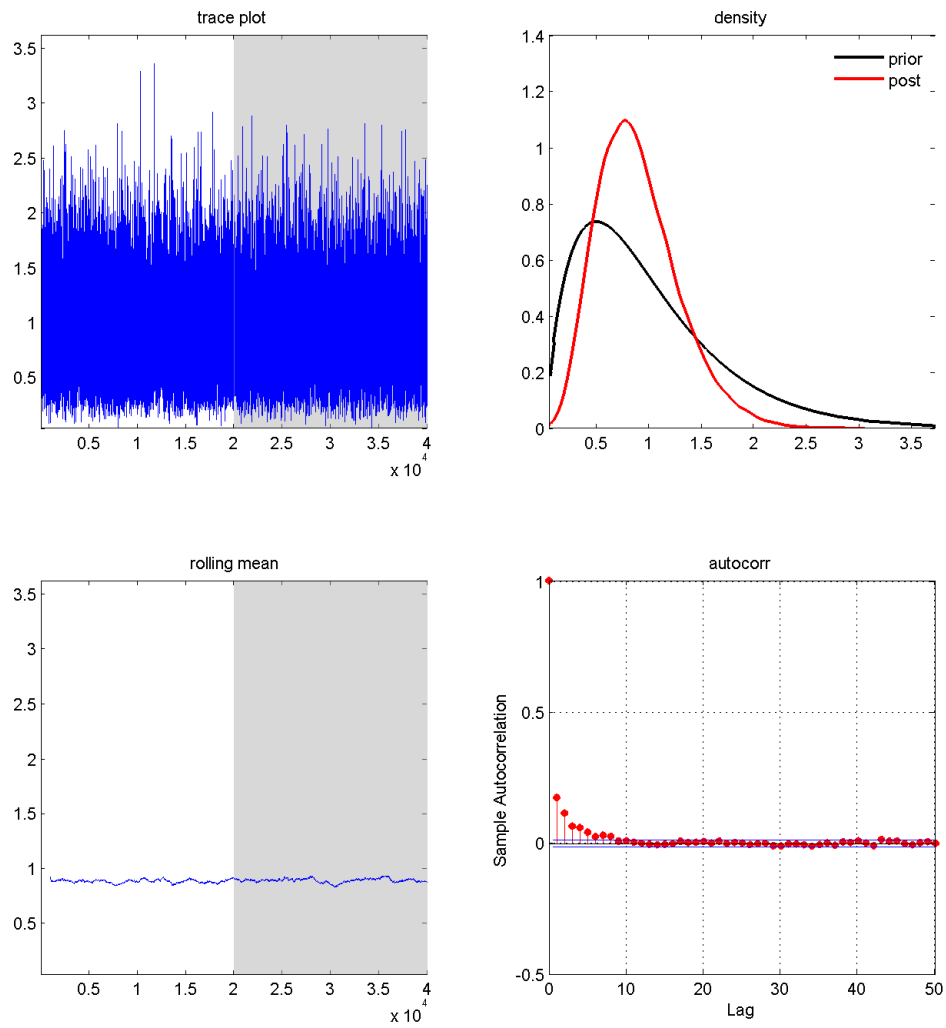 trace plot
3.5
3
2.5
2
1.5
1
0.5
0.5 1 1.5 2 2.5 3 3.5 4
x 10
4
density
1.4
1.2
1
0.8
0.6
0.4
0.2
0
prior
post
0.5 1 1.5 2 2.5 3 3.5
rolling mean
3.5
3
2.5
2
1.5
1
0.5
0.5 1 1.5 2 2.5 3 3.5 4
x 10
4
autocorr
Sample Autocorrelation
1
0.5
0
-0.5
0 10 20 30 40 50
Lag